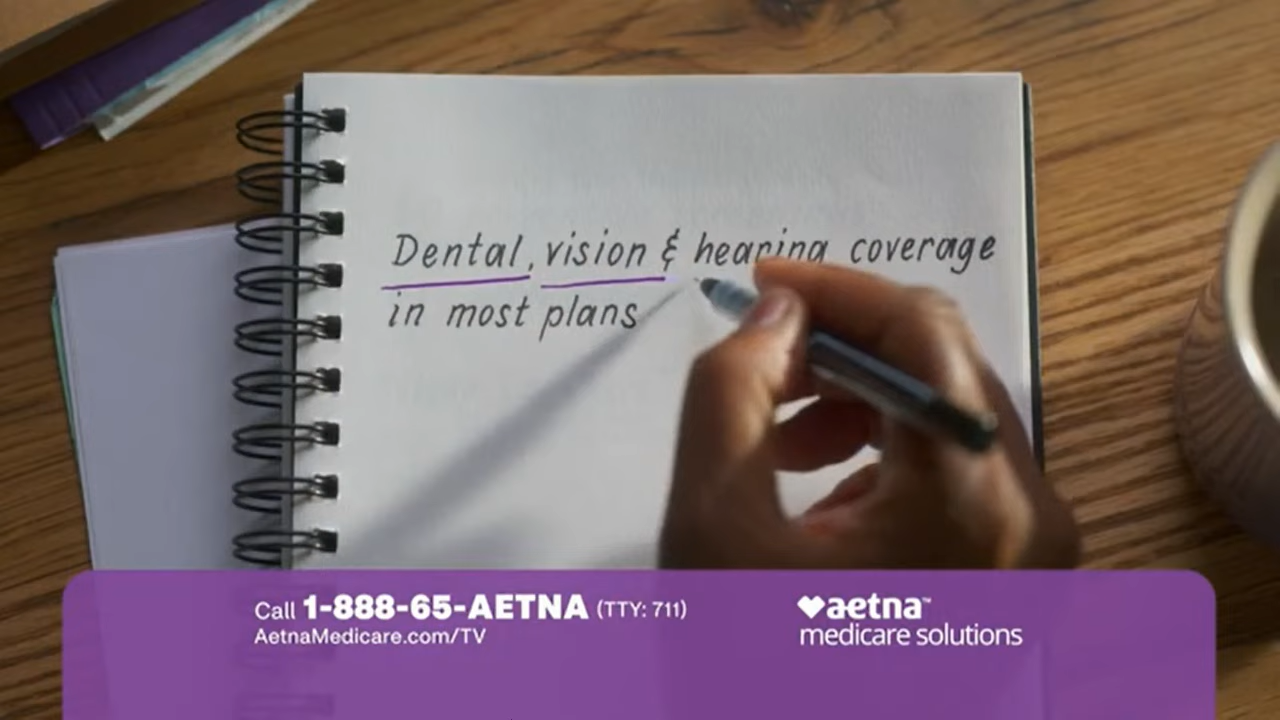 Dental, vision & hearing coverage
in most plans
Call 1-888-65-AETNA (TTY: 711)
AetnaMedicare.com/TV
aetna™
medicare solutions